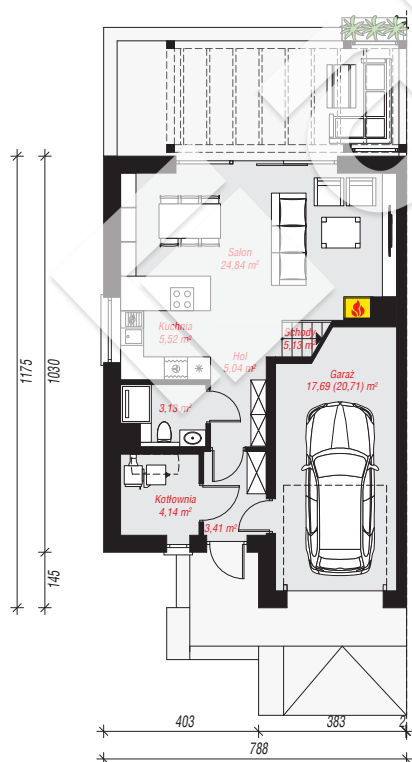 Salon
24,84 m²
Kuchnia
5,52 m²
Hol
5,04 m²
Schody
5,13 m²
Garaż
17,69 (20,71) m²
3,15 m²
Kotłownia
4,14 m²
3,41 m²
1175
1030
145
403
383
2
788